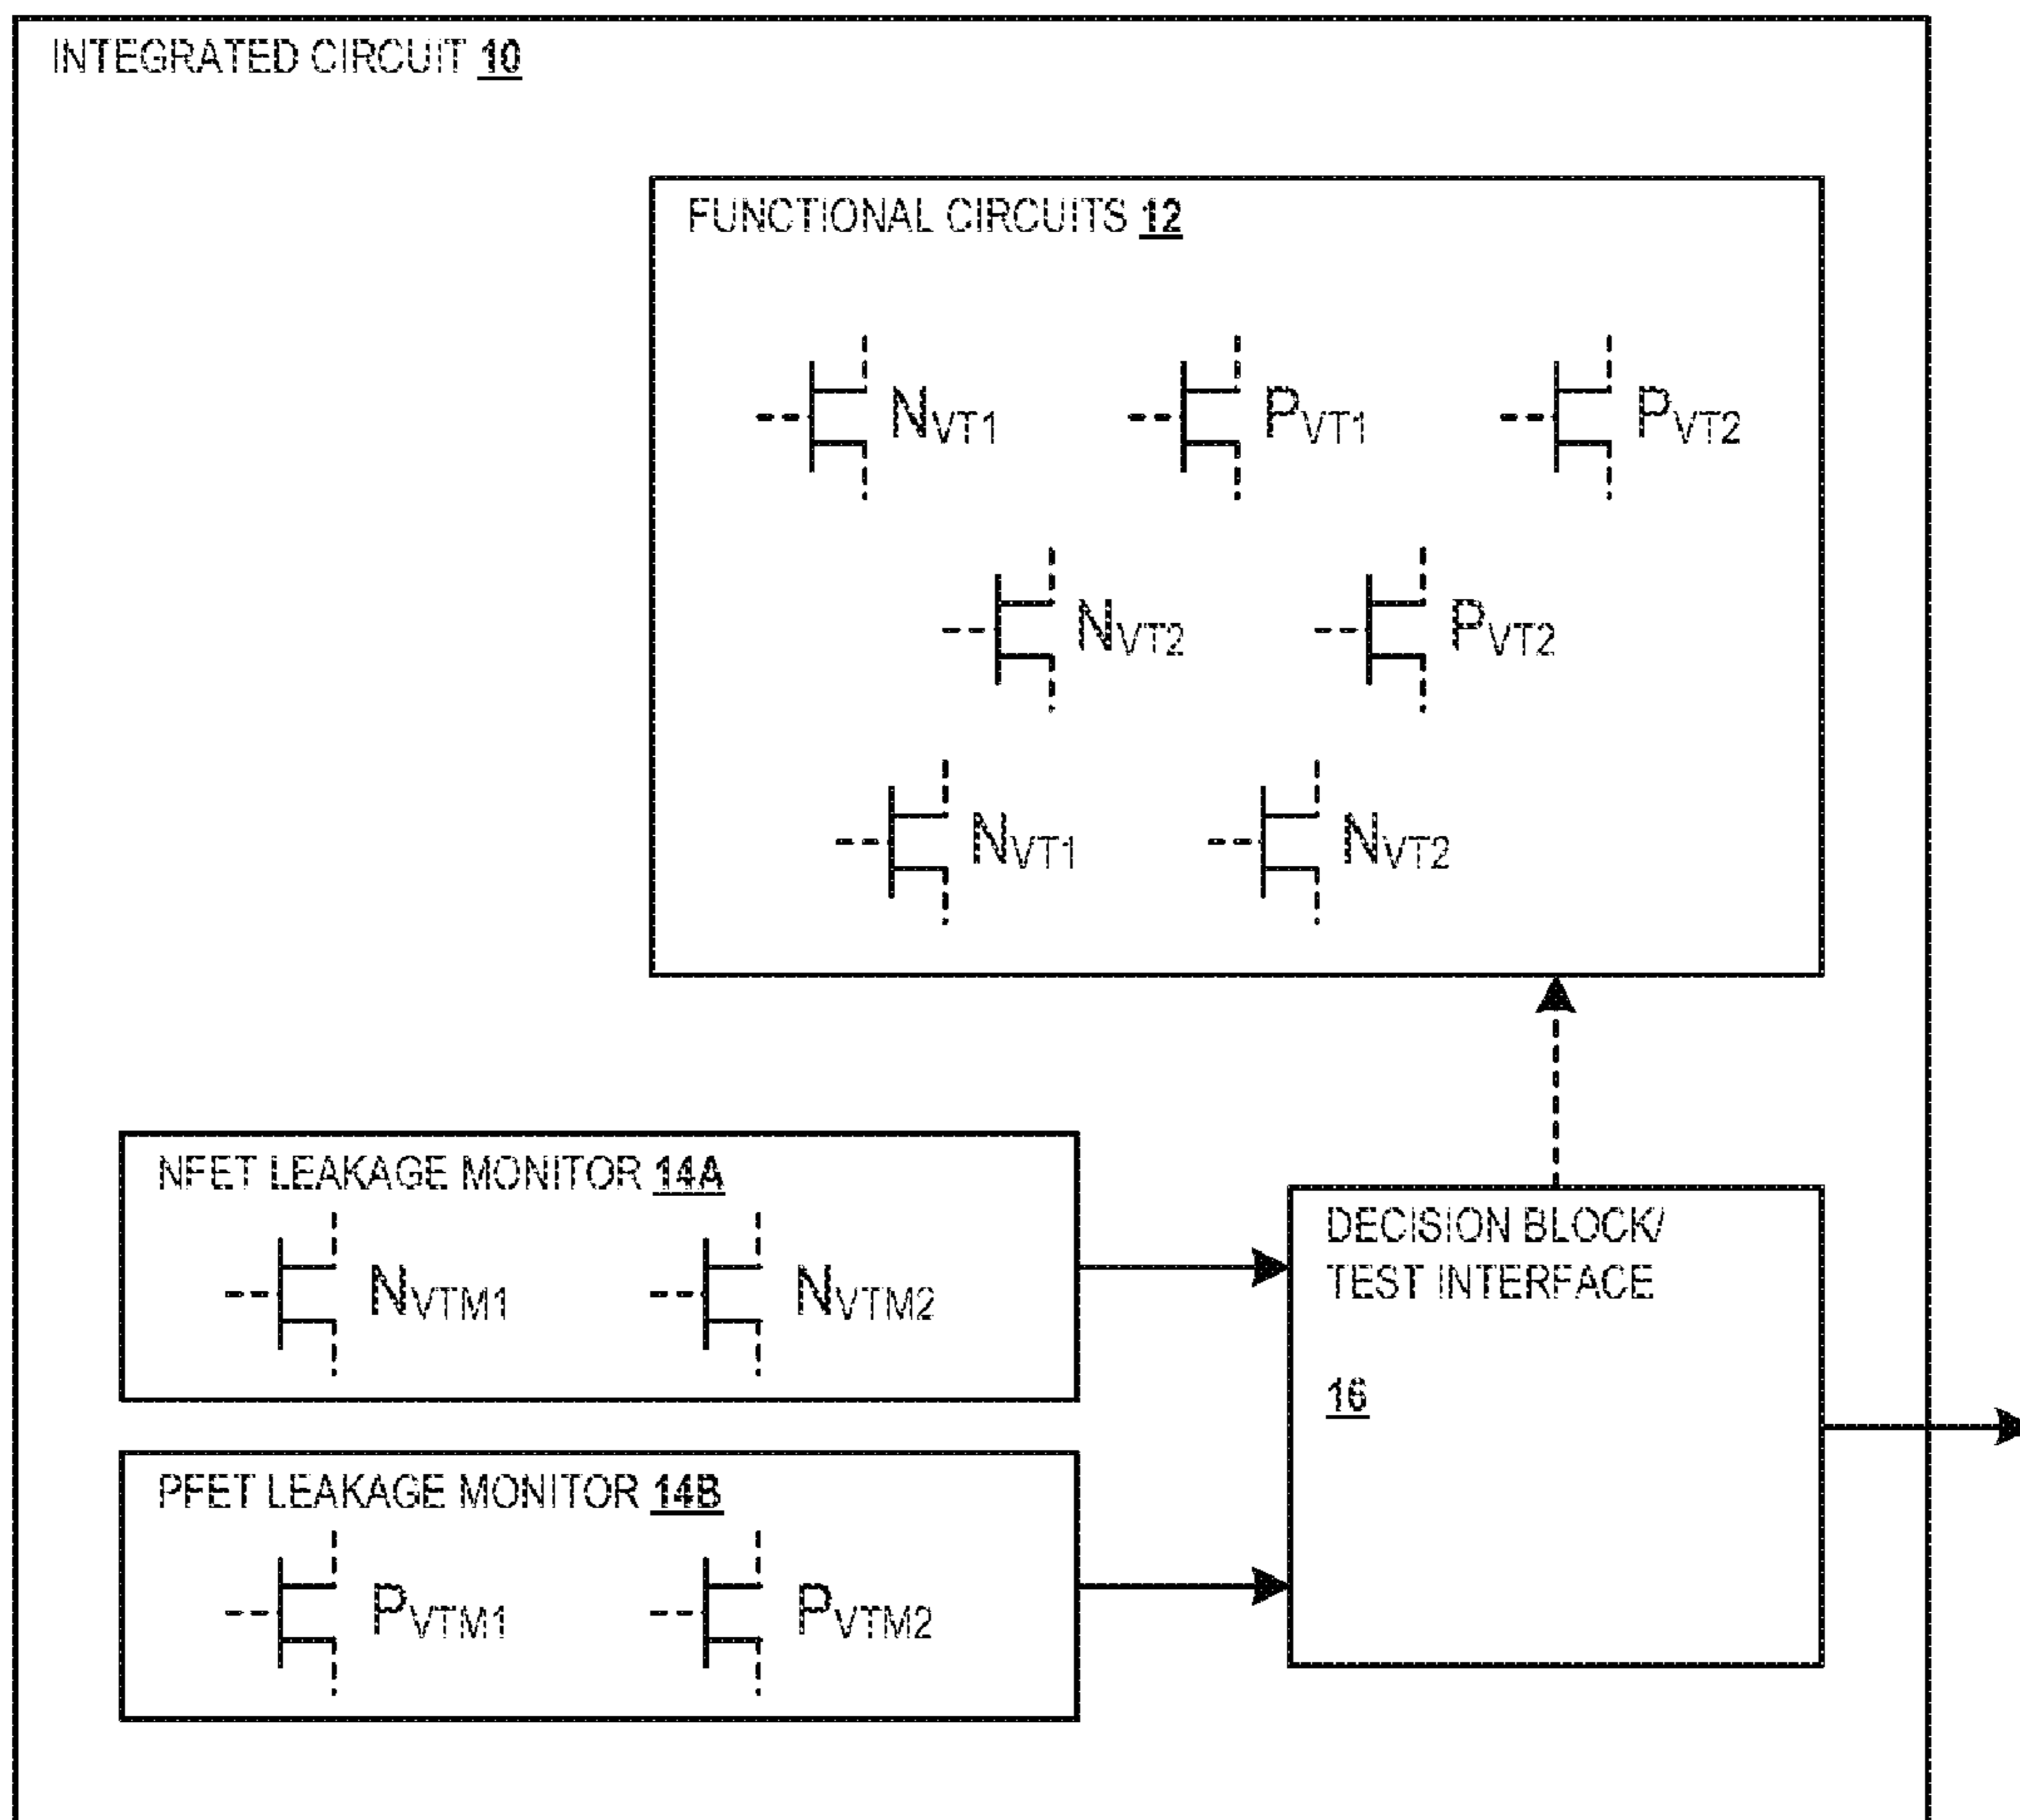 INTEGRATED CIRCUIT 10
FUNCTIONAL CIRCUITS 12
NVT1 PVT1 PVT2
NVT2 PVT2
NVT1 NVT2
NFET LEAKAGE MONITOR 14A
NVTM1 NVTM2
DECISION BLOCK/
TEST INTERFACE
16
PFET LEAKAGE MONITOR 14B
PVTM1 PVTM2